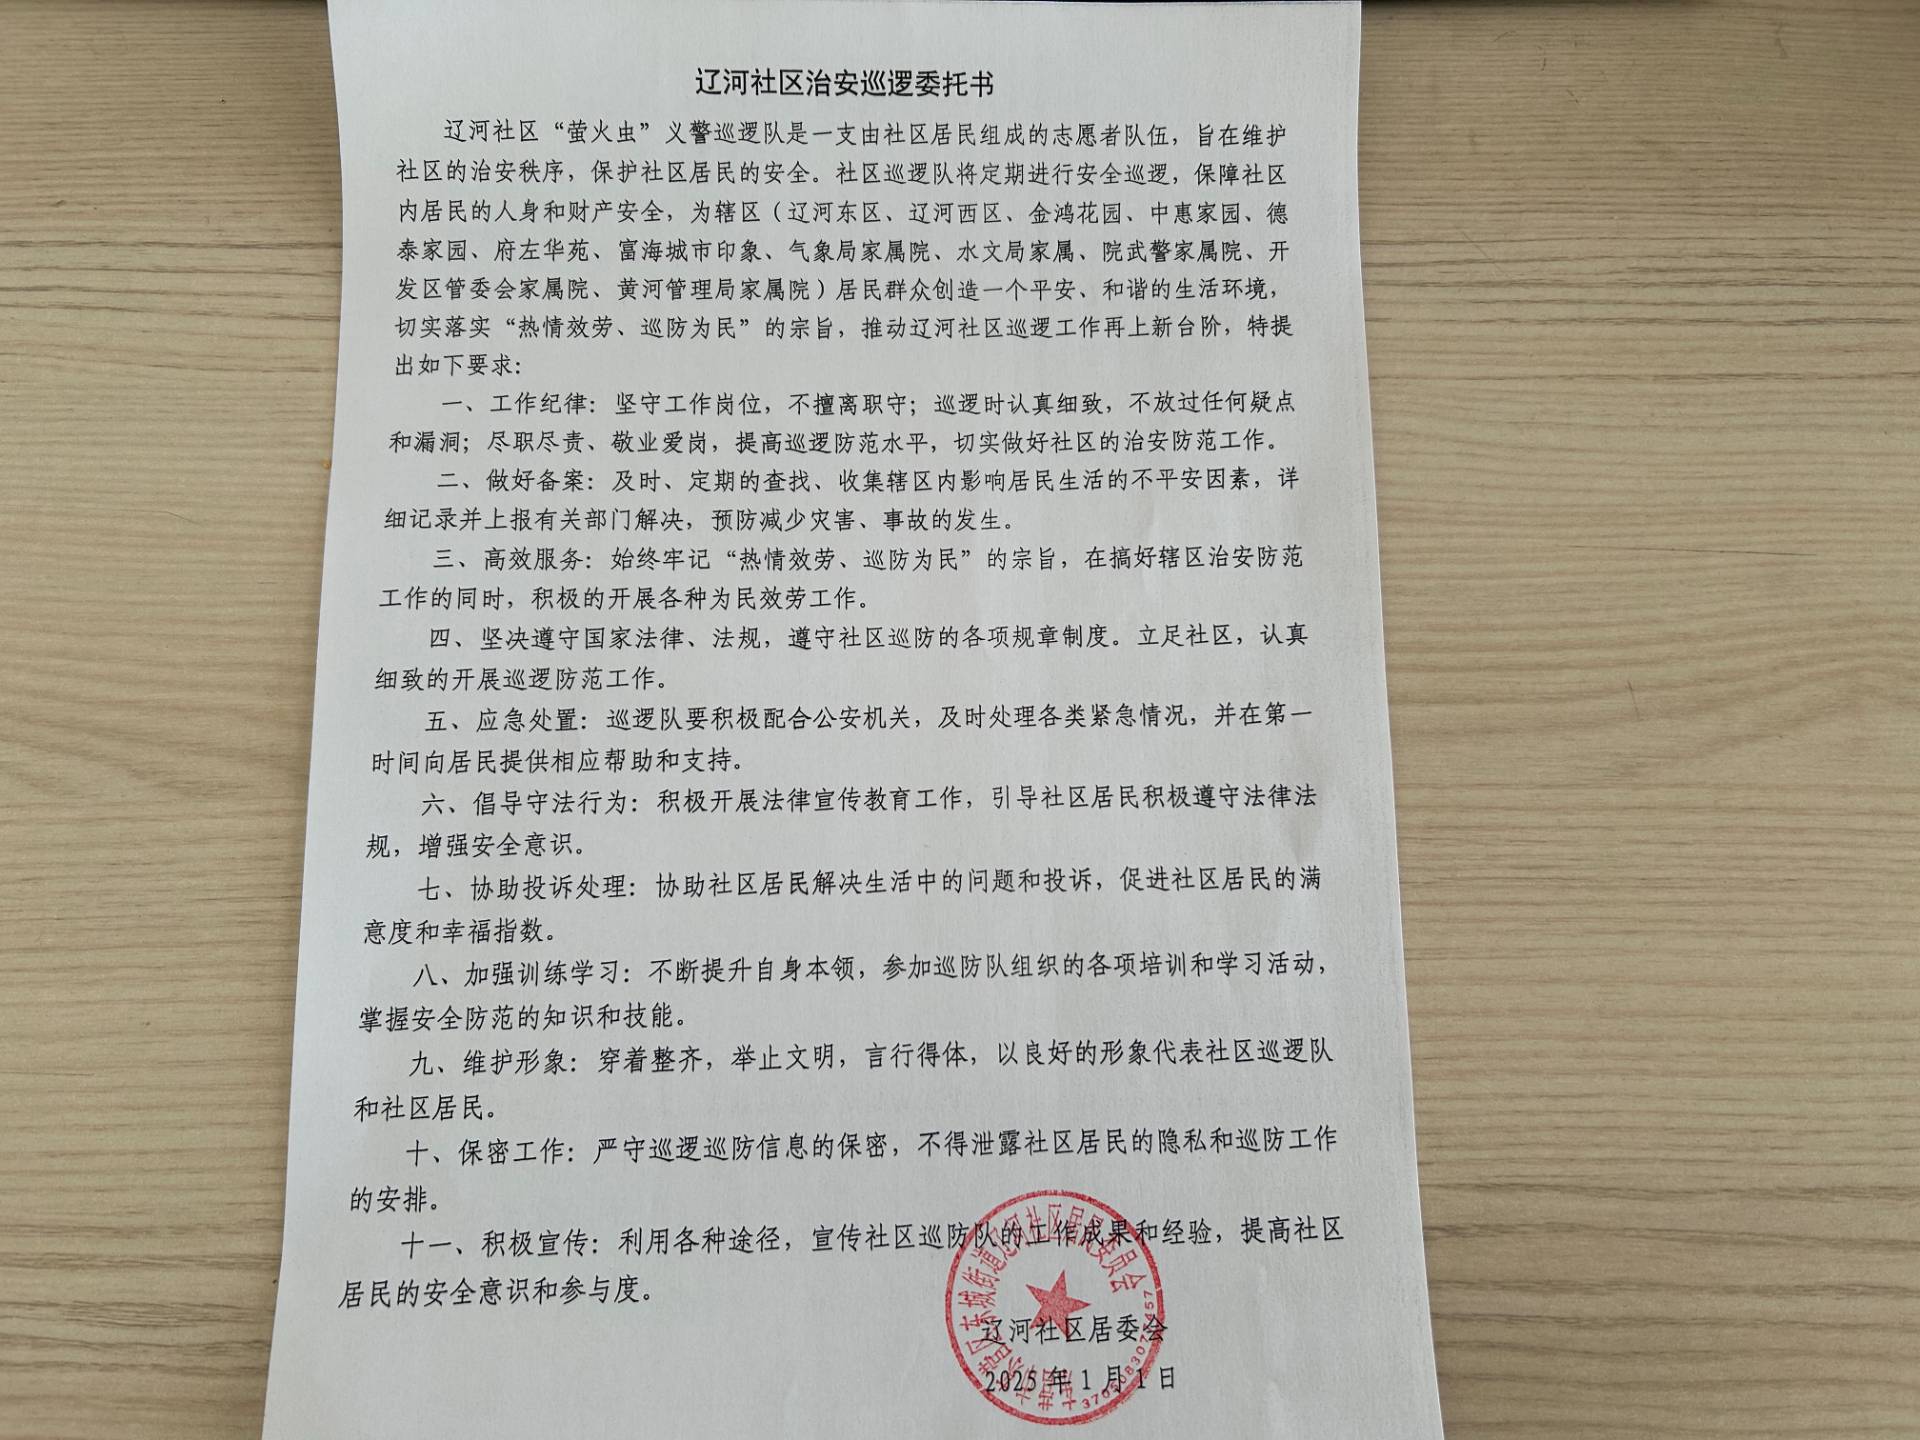 辽河社区治安巡逻委托书
辽河社区“萤火虫”义警巡逻队是一支由社区居民组成的志愿者队伍，旨在维护
社区的治安秩序，保护社区居民的安全。社区巡逻队将定期进行安全巡逻，保障社区
内居民的人身和财产安全，为辖区（辽河东区、辽河西区、金鸿花园、中惠家园、德
泰家园、府左华苑、富海城市印象、气象局家属院、水文局家属、院武警家属院、开
发区管委会家属院、黄河管理局家属院）居民群众创造一个平安、和谐的生活环境，
切实落实“热情效劳、巡防为民”的宗旨，推动辽河社区巡逻工作再上新台阶，特提
出如下要求：
一、工作纪律：坚守工作岗位，不擅离职守；巡逻时认真细致，不放过任何疑点
和漏洞；尽职尽责、敬业爱岗，提高巡逻防范水平，切实做好社区的治安防范工作。
二、做好备案：及时、定期的查找、收集辖区内影响居民生活的不平安因素，详
细记录并上报有关部门解决，预防减少灾害、事故的发生。
三、高效服务：始终牢记“热情效劳、巡防为民”的宗旨，在搞好辖区治安防范
工作的同时，积极的开展各种为民效劳工作。
四、坚决遵守国家法律、法规，遵守社区巡防的各项规章制度。立足社区，认真
细致的开展巡逻防范工作。
五、应急处置：巡逻队要积极配合公安机关，及时处理各类紧急情况，并在第一
时间向居民提供相应帮助和支持。
六、倡导守法行为：积极开展法律宣传教育工作，引导社区居民积极遵守法律法
规，增强安全意识。
七、协助投诉处理：协助社区居民解决生活中的问题和投诉，促进社区居民的满
意度和幸福指数。
八、加强训练学习：不断提升自身本领，参加巡防队组织的各项培训和学习活动，
掌握安全防范的知识和技能。
九、维护形象：穿着整齐，举止文明，言行得体，以良好的形象代表社区巡逻队
和社区居民。
十、保密工作：严守巡逻巡防信息的保密，不得泄露社区居民的隐私和巡防工作
的安排。
十一、积极宣传：利用各种途径，宣传社区巡防队的工作成果和经验，提高社区
居民的安全意识和参与度。
辽河社区居委会
2025年1月1日
区东城街道辽河社区居民委员会